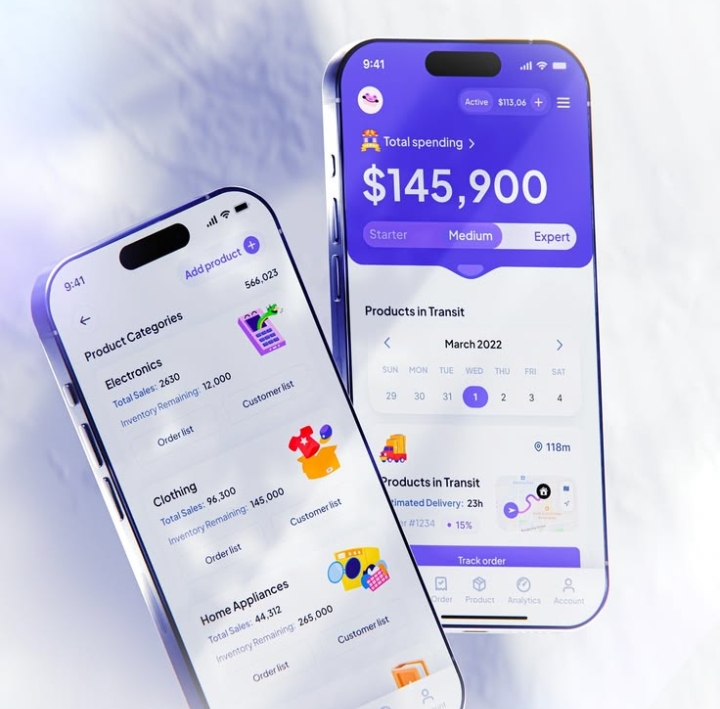 9:41
Add product
566,023
Product Categories
Electronics
Total Sales: 2630
Inventory Remaining: 12,000
Order list
Customer list
Clothing
Total Sales: 96,300
Inventory Remaining: 145,000
Order list
Customer list
Home Appliances
Total Sales: 44,312
Inventory Remaining: 265,000
Order list
Customer list
9:41
Active $113,06
Total spending
$145,900
Starter Medium Expert
Products in Transit
March 2022
SUN MON TUE WED THU FRI SAT
29 30 31 1 2 3 4
118m
Products in Transit
Delivery: 23h
#1234 • 15%
Track order
Product Analytics Account